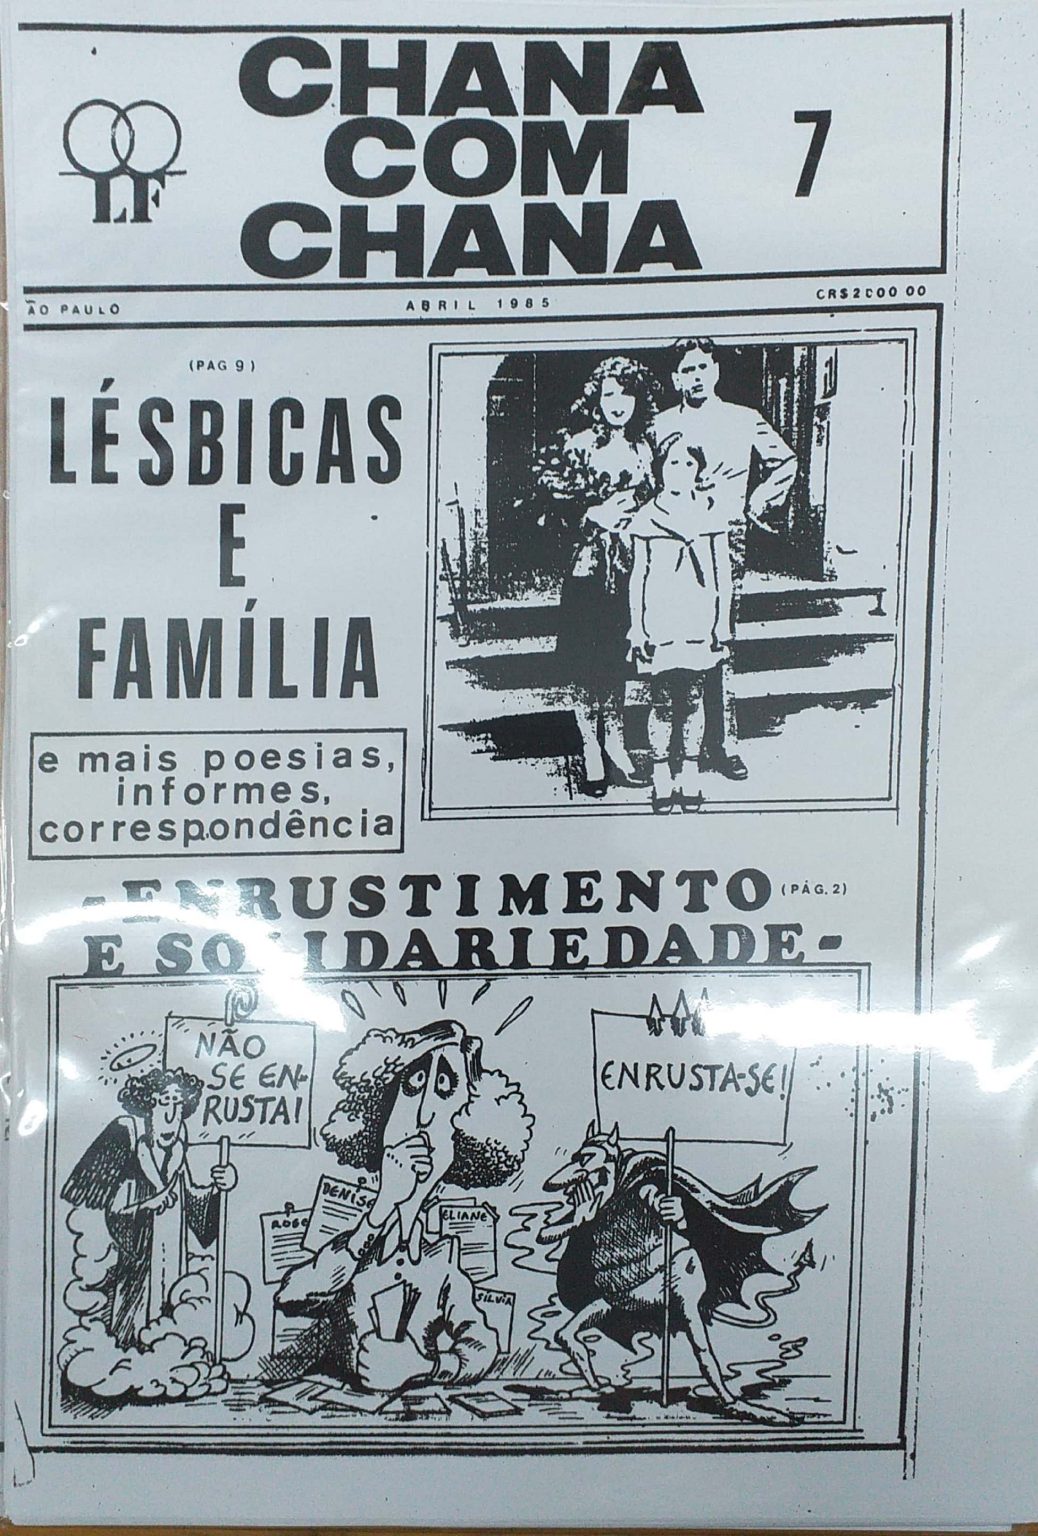 CHANA
COM
CHANA
7
LF
ÃO PAULO
ABRIL 1985
CR$2000 00
(PAG 9)
LÉSBICAS
E
FAMÍLIA
e mais poesias,
informes,
correspondência
-ENRUSTIMENTO (PÁG. 2)
E SOLIDARIEDADE-
NÃO
SE EN-
RUSTA!
ENRUSTA-SE!
DENISE
ELIANE
SILVIA